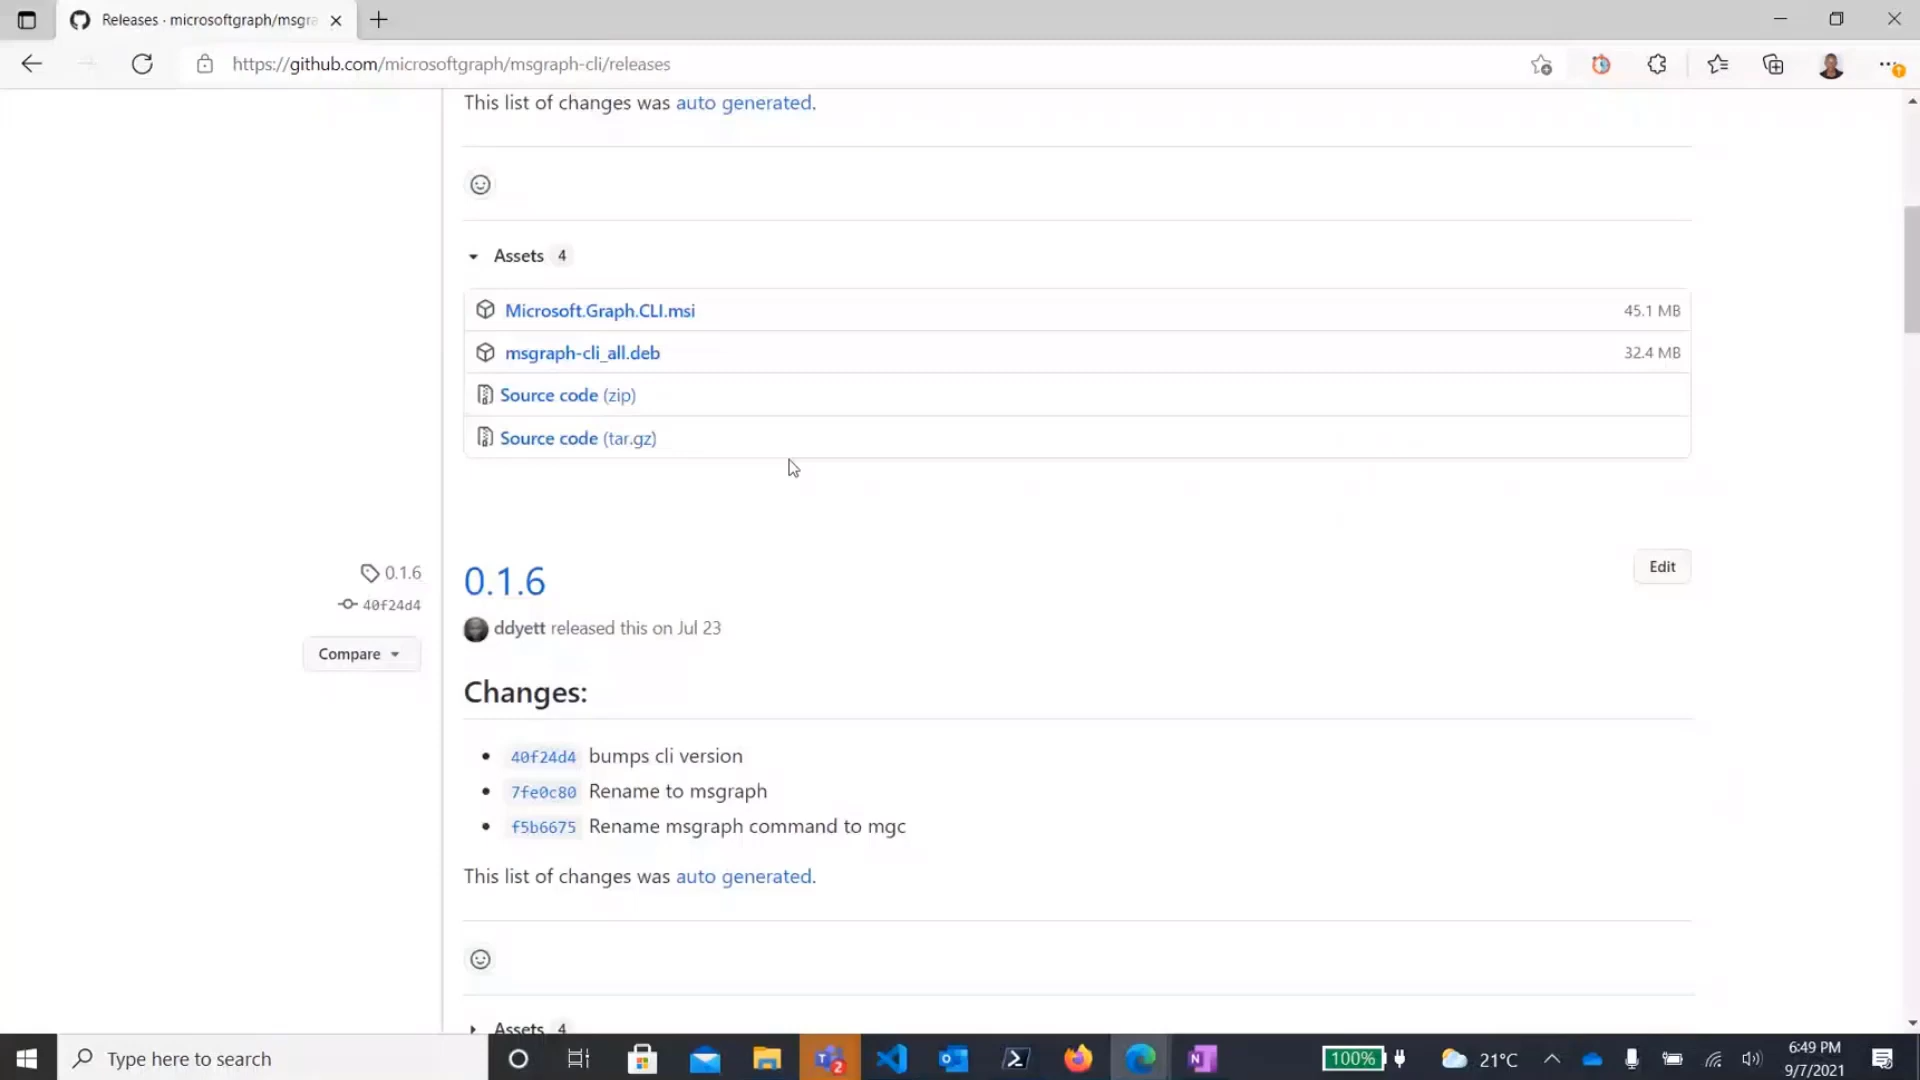 Releases · microsoftgraph/msgra
https://github.com/microsoftgraph/msgraph-cli/releases
This list of changes was auto generated.
Assets 4
Microsoft.Graph.CLI.msi 45.1 MB
msgraph-cli_all.deb 32.4 MB
Source code (zip)
Source code (tar.gz)
0.1.6
40f24d4
Compare
0.1.6
Edit
ddyett released this on Jul 23
Changes:
40f24d4 bumps cli version
7fe0c80 Rename to msgraph
f5b6675 Rename msgraph command to mgc
This list of changes was auto generated.
Assets 4
Type here to search
2
100%
21°C
6:49 PM
9/7/2021